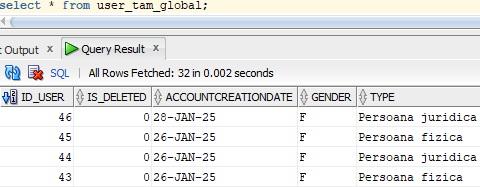 select * from user_tam_global;
t Output x Query Result x
SQL | All Rows Fetched: 32 in 0.002 seconds
ID_USER IS_DELETED ACCOUNTCREATIONDATE GENDER TYPE
46 0 28-JAN-25 F Persoana juridica
45 0 26-JAN-25 F Persoana fizica
44 0 26-JAN-25 F Persoana juridica
43 0 26-JAN-25 F Persoana fizica